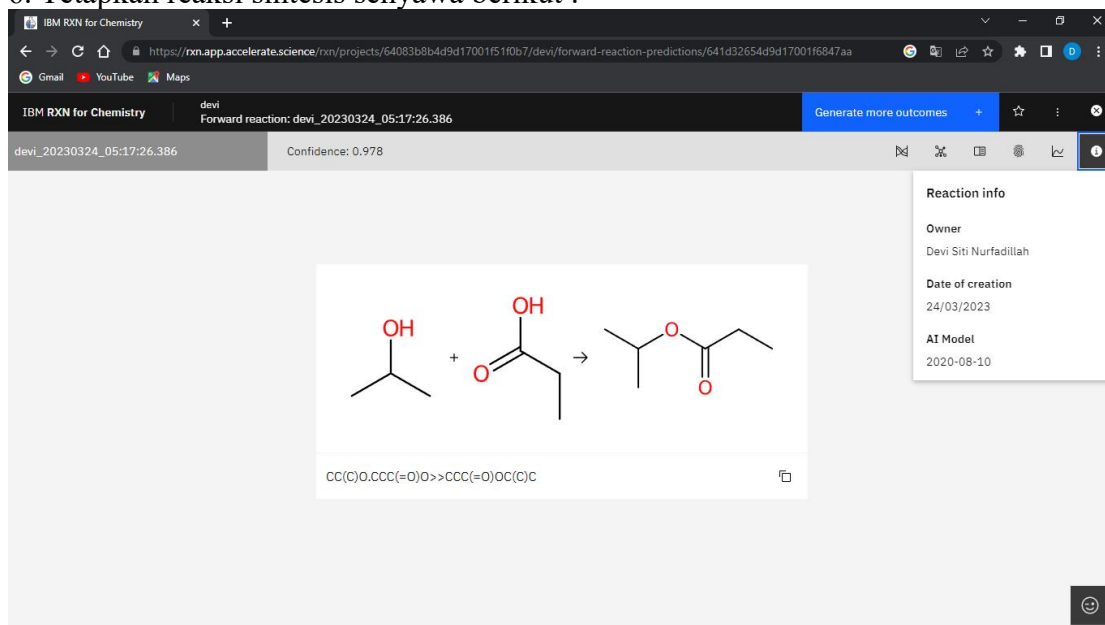 6. Tetapkan reaksi sintesis senyawa berikut :
IBM RXN for Chemistry
https://rxn.app.accelerate.science/rxn/projects/64083b8b4d9d17001f51f0b7/devi/forward-reaction-predictions/641d32654d9d17001f6847aa
D
Gmail
YouTube
Maps
IBM RXN for Chemistry
devi
Forward reaction: devi_20230324_05:17:26.386
Generate more outcomes +
devi_20230324_05:17:26.386
Confidence: 0.978
Reaction info
Owner
Devi Siti Nurfadillah
Date of creation
24/03/2023
AI Model
2020-08-10
OH
+
OH
O
→
O
O
CC(C)O.CCC(=O)O>>CCC(=O)OC(C)C